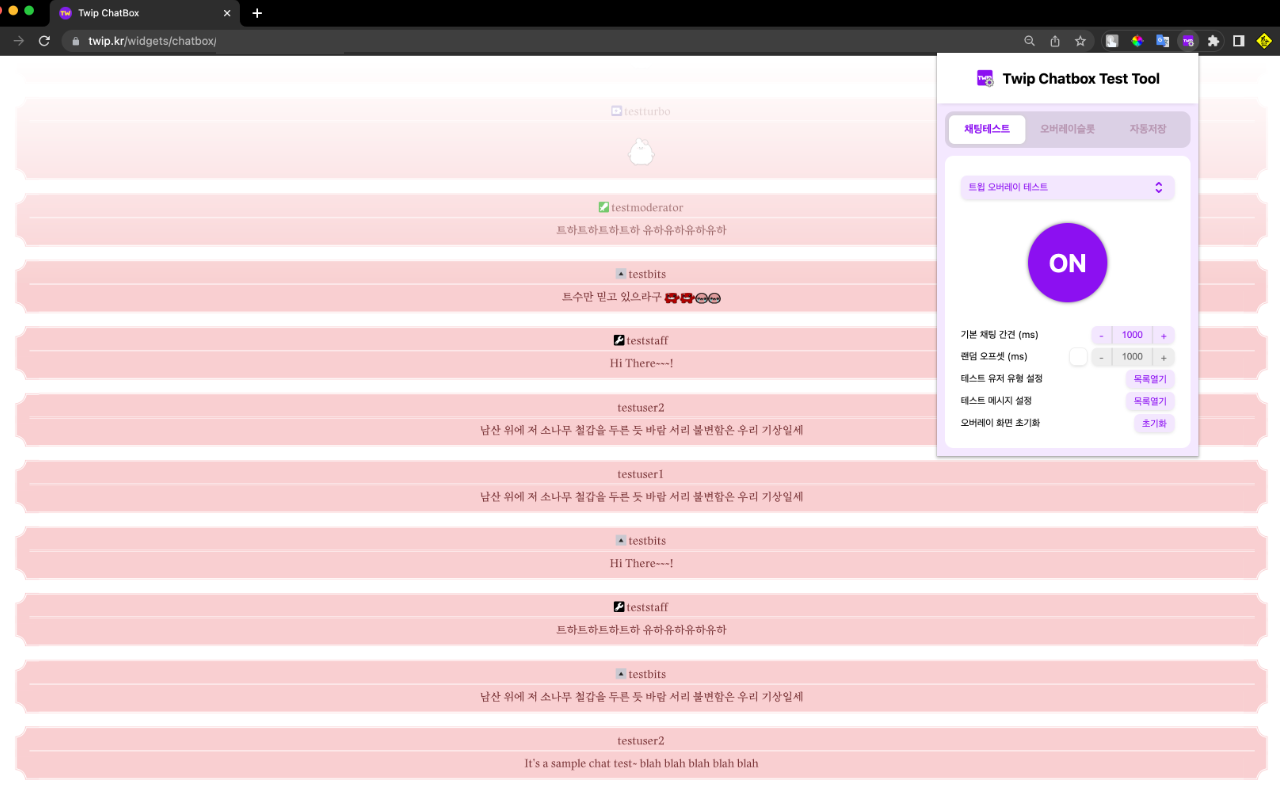 Twip ChatBox
twip.kr/widgets/chatbox/
Twip Chatbox Test Tool
채팅테스트 오버레이슬롯 자동저장
트윕 오버레이 테스트
ON
기본 채팅 간견 (ms) - 1000 +
랜덤 오프셋 (ms) - 1000 +
테스트 유저 유형 설정 목록열기
테스트 메시지 설정 목록열기
오버레이 화면 초기화 초기화
testturbo
testmoderator
트하트하트하트하 유하유하유하유하
testbits
트수만 믿고 있으라구
teststaff
Hi There~~~!
testuser2
남산 위에 저 소나무 철갑을 두른 듯 바람 서리 불변함은 우리 기상일세
testuser1
남산 위에 저 소나무 철갑을 두른 듯 바람 서리 불변함은 우리 기상일세
testbits
Hi There~~~!
teststaff
트하트하트하트하 유하유하유하유하
testbits
남산 위에 저 소나무 철갑을 두른 듯 바람 서리 불변함은 우리 기상일세
testuser2
It's a sample chat test~ blah blah blah blah blah